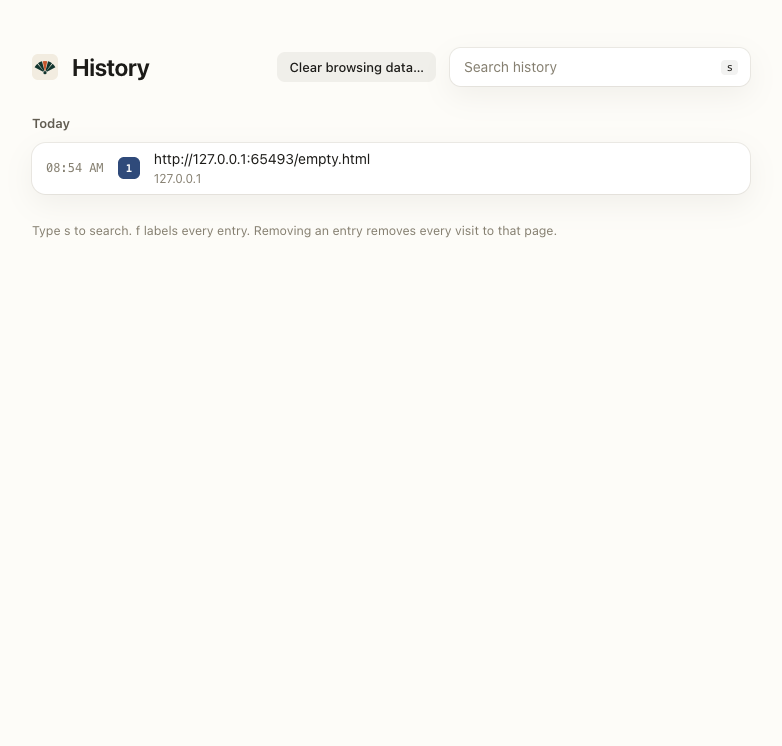 History
Clear browsing data...
Search history
s
Today
08:54 AM
1
http://127.0.0.1:65493/empty.html
127.0.0.1
Type s to search. f labels every entry. Removing an entry removes every visit to that page.